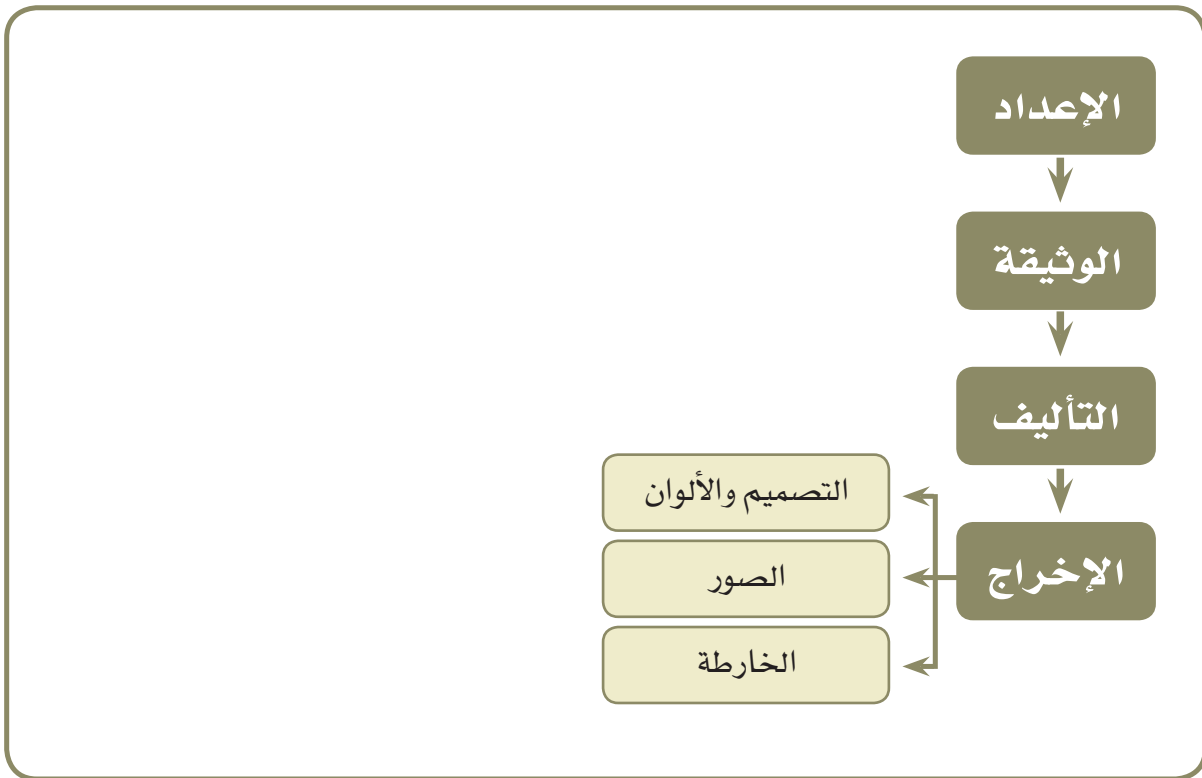 الإعداد
الوثيقة
التأليف
الإخراج
التصميم والألوان
الصور
الخارطة